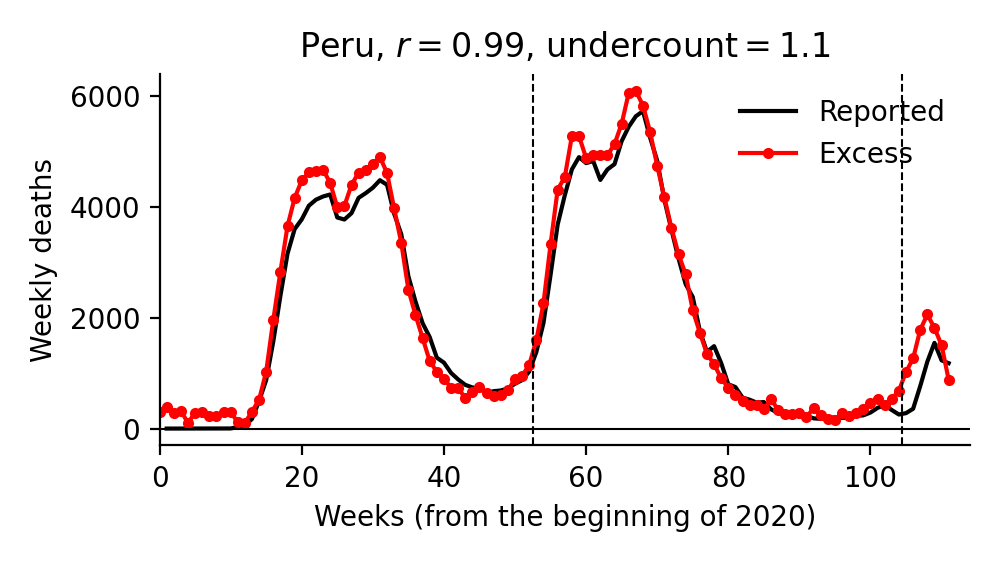 Peru, r = 0.99, undercount = 1.1
6000
4000
2000
0
Weekly deaths
Reported
Excess
0 20 40 60 80 100
Weeks (from the beginning of 2020)